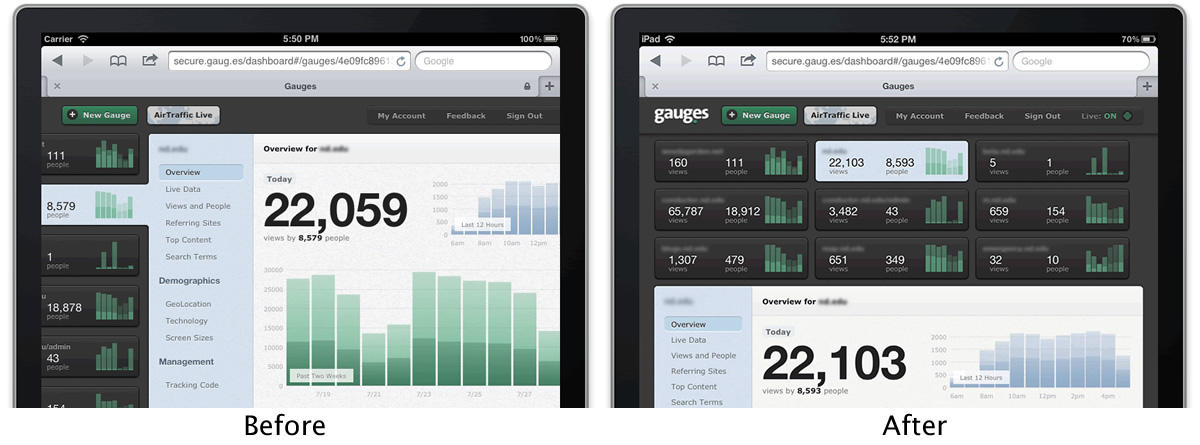 Carrier 5:50 PM 100%
secure.gaug.es/dashboard#/gauges/4e09fc8961 Google
Gauges
New Gauge AirTraffic Live My Account Feedback Sign Out
111
people
8,579
people
1
people
18,878
people
u/admin
43
people
154
Overview
Live Data
Views and People
Referring Sites
Top Content
Search Terms
Demographics
GeoLocation
Technology
Screen Sizes
Management
Tracking Code
Overview for nd.edu
Today
22,059
views by 8,579 people
2000
1500
1000
500
0
Last 12 Hours
6am 8am 10am 12pm
30000
25000
20000
15000
10000
5000
0
Past Two Weeks
7/19 7/21 7/23 7/25 7/27
Before
iPad 5:52 PM 70%
secure.gaug.es/dashboard#/gauges/4e09fc8961 Google
Gauges
gauges New Gauge AirTraffic Live My Account Feedback Sign Out Live: ON
160 111
views people
nd.edu
22,103 8,593
views people
5 1
views people
65,787 18,912
views people
3,482 43
views people
659 154
views people
1,307 479
views people
651 349
views people
32 10
views people
Overview
Live Data
Views and People
Referring Sites
Top Content
Search Terms
Overview for nd.edu
Today
22,103
views by 8,593 people
2000
1500
1000
500
0
Last 12 Hours
6am 8am 10am 12pm 2pm 4pm
After